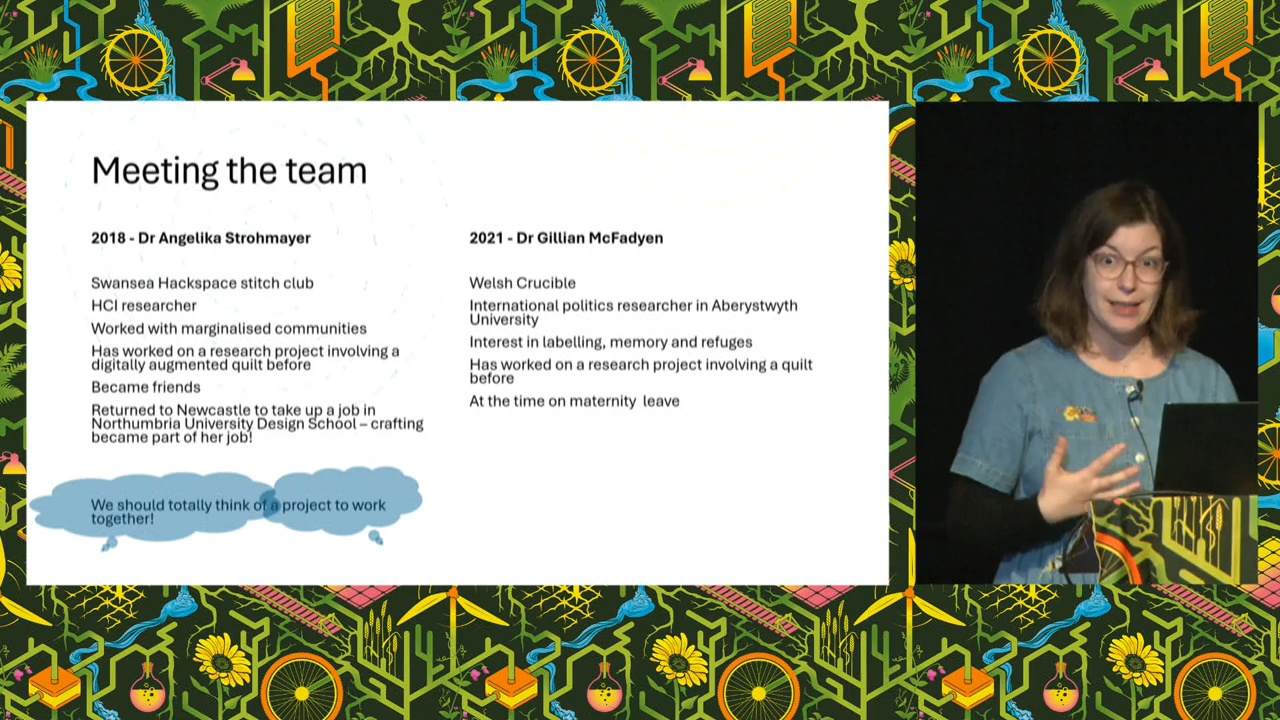 Meeting the team
2018 - Dr Angelika Strohmayer
Swansea Hackspace stitch club
HCI researcher
Worked with marginalised communities
Has worked on a research project involving a
digitally augmented quilt before
Became friends
Returned to Newcastle to take up a job in
Northumbria University Design School – crafting
became part of her job!
We should totally think of a project to work
together!
2021 - Dr Gillian McFadyen
Welsh Crucible
International politics researcher in Aberystwyth
University
Interest in labelling, memory and refuges
Has worked on a research project involving a quilt
before
At the time on maternity leave